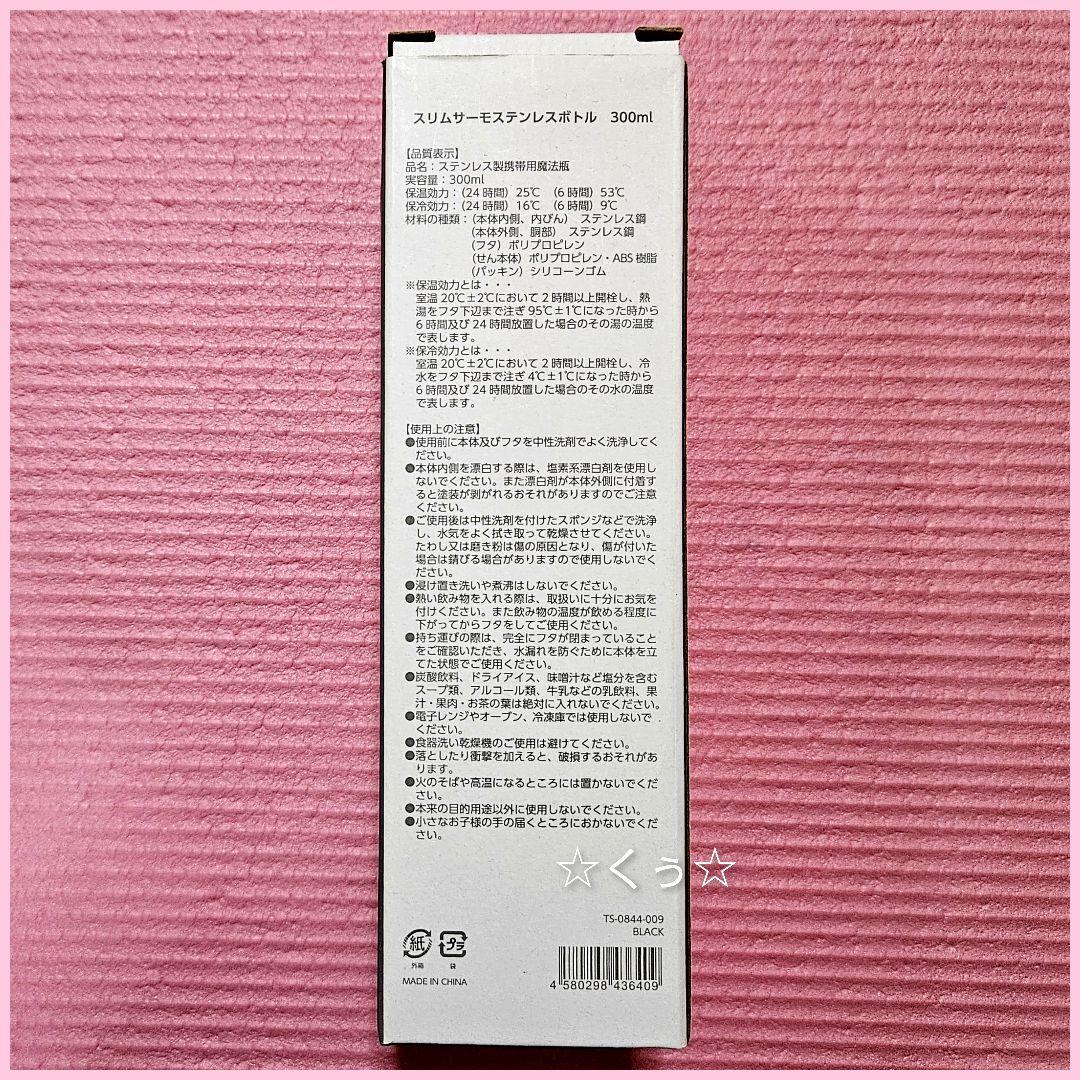 スリムサーモステンレスボトル 300ml
【品質表示】
品名：ステンレス製携帯用魔法瓶
実容量：300ml
保温効力：（24時間）25℃ （6時間）53℃
保冷効力：（24時間）16℃ （6時間）9℃
材料の種類：（本体内側、内びん） ステンレス鋼
（本体外側、胴部） ステンレス鋼
（フタ）ポリプロピレン
（せん本体）ポリプロピレン・ABS樹脂
（パッキン）シリコーンゴム
※保温効力とは・・・
室温20℃±2℃において2時間以上開栓し、熱
湯をフタ下辺まで注ぎ95℃±1℃になった時から
6時間及び24時間放置した場合のその湯の温度
で表します。
※保冷効力とは・・・
室温20℃±2℃において2時間以上開栓し、冷
水をフタ下辺まで注ぎ4℃±1℃になった時から
6時間及び24時間放置した場合のその水の温度
で表します。
【使用上の注意】
●使用前に本体及びフタを中性洗剤でよく洗浄してく
ださい。
●本体内側を漂白する際は、塩素系漂白剤を使用し
ないでください。また漂白剤が本体外側に付着す
ると塗装が剥がれるおそれがありますのでご注意
ください。
●ご使用後は中性洗剤を付けたスポンジなどで洗浄
し、水気をよく拭き取って乾燥させてください。
たわし又は磨き粉は傷の原因となり、傷が付いた
場合は錆びる場合がありますので使用しないでく
ださい。
●浸け置き洗いや煮沸はしないでください。
●熱い飲み物を入れる際は、取扱いに十分にお気を
付けください。また飲み物の温度が飲める程度に
下がってからフタをしてご使用ください。
●持ち運びの際は、完全にフタが閉まっていること
をご確認いただき、水漏れを防ぐために本体を立
てた状態でご使用ください。
●炭酸飲料、ドライアイス、味噌汁など塩分を含む
スープ類、アルコール類、牛乳などの乳飲料、果
汁・果肉・お茶の葉は絶対に入れないでください。
●電子レンジやオーブン、冷凍庫では使用しないで
ください。
●食器洗い乾燥機のご使用は避けてください。
●落としたり衝撃を加えると、破損するおそれがあ
ります。
●火のそばや高温になるところには置かないでくだ
さい。
●本来の目的用途以外に使用しないでください。
●小さなお子様の手の届くところにおかないでくだ
さい。
☆くぅ☆
TS-0844-009
BLACK
紙 プラ
外箱 袋
MADE IN CHINA
4 580298 436409